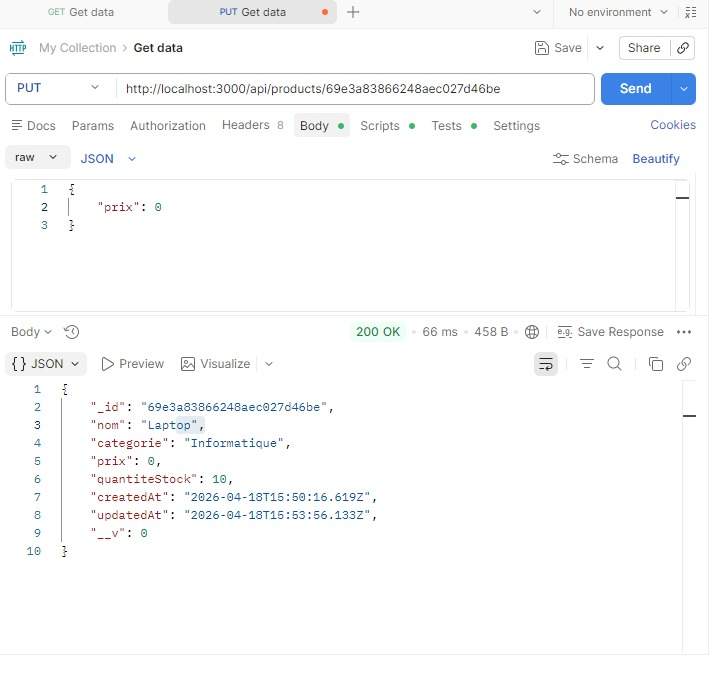 GET Get data PUT Get data No environment
HTTP My Collection > Get data Save Share
PUT http://localhost:3000/api/products/69e3a83866248aec027d46be Send
Docs Params Authorization Headers 8 Body Scripts Tests Settings Cookies
raw JSON Schema Beautify
1 {
2 "prix": 0
3 }
Body 200 OK 66 ms 458 B e.g. Save Response
{} JSON Preview Visualize
1 {
2 "_id": "69e3a83866248aec027d46be",
3 "nom": "Laptop",
4 "categorie": "Informatique",
5 "prix": 0,
6 "quantiteStock": 10,
7 "createdAt": "2026-04-18T15:50:16.619Z",
8 "updatedAt": "2026-04-18T15:53:56.133Z",
9 "__v": 0
10 }